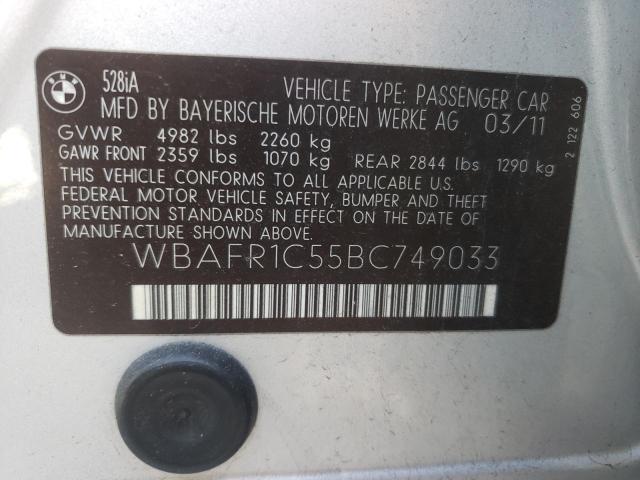 BMW
528iA
VEHICLE TYPE: PASSENGER CAR
MFD BY BAYERISCHE MOTOREN WERKE AG 03/11
GVWR 4982 lbs 2260 kg
GAWR FRONT 2359 lbs 1070 kg REAR 2844 lbs 1290 kg
THIS VEHICLE CONFORMS TO ALL APPLICABLE U.S.
FEDERAL MOTOR VEHICLE SAFETY, BUMPER AND THEFT
PREVENTION STANDARDS IN EFFECT ON THE DATE OF
MANUFACTURE SHOWN ABOVE.
WBAFR1C55BC749033
2 122 606